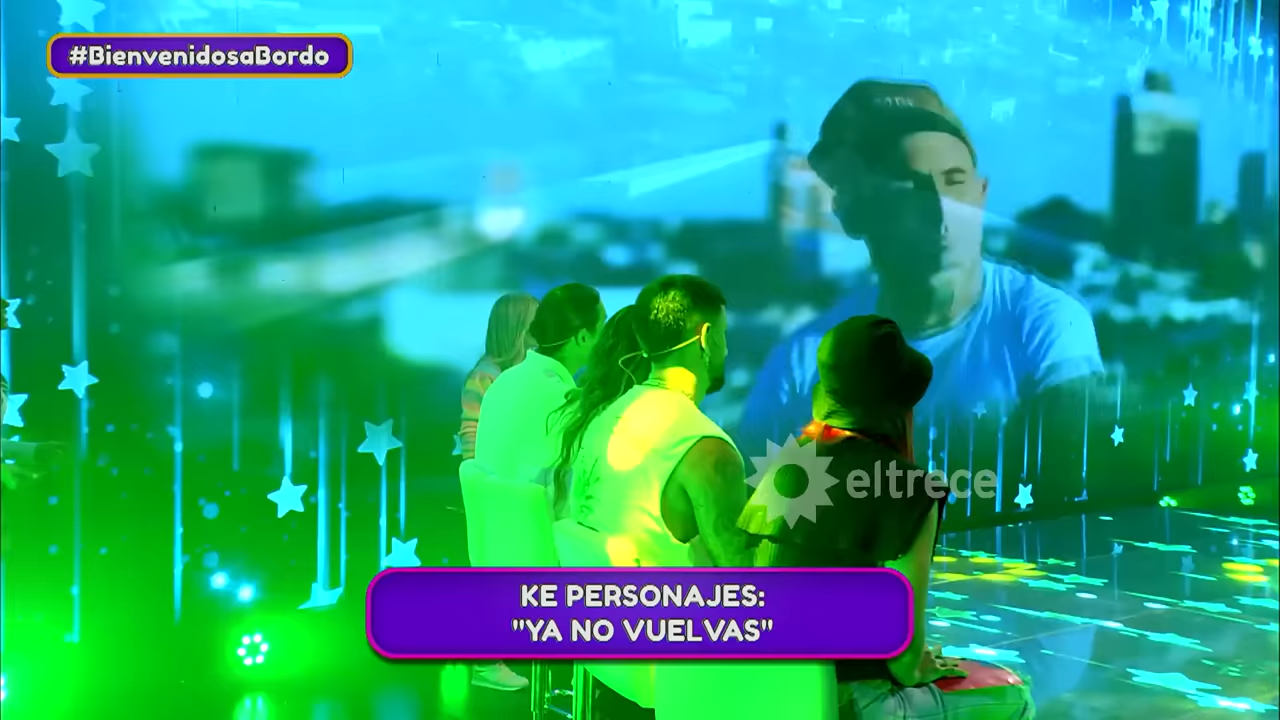 #BienvenidosaBordo
eltrece
KE PERSONAJES:
"YA NO VUELVAS"